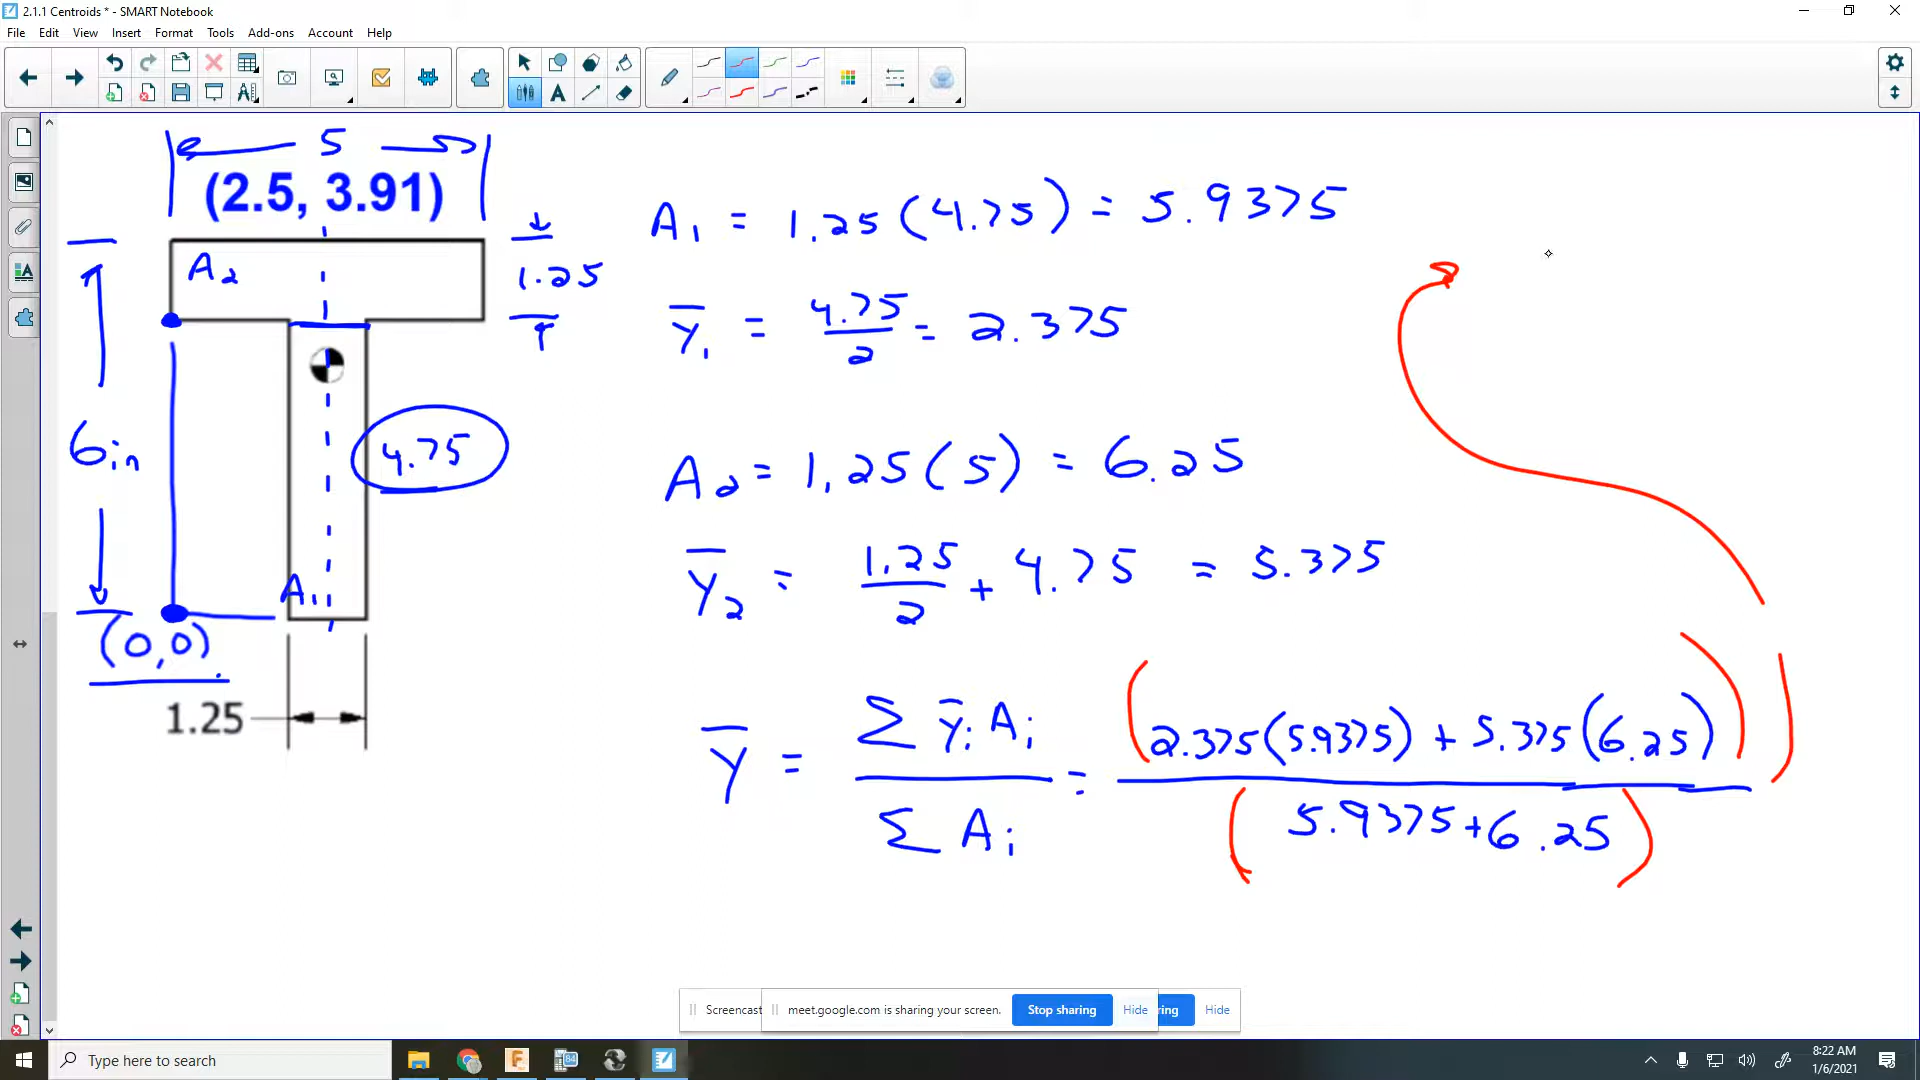 2.1.1 Centroids * - SMART Notebook
File Edit View Insert Format Tools Add-ons Account Help
5
(2.5, 3.91)
A2
1.25
6in
4.75
A1
(0,0)
1.25
A1 = 1.25 (4.75) = 5.9375
y̅1 = 4.75/2 = 2.375
A2 = 1.25 (5) = 6.25
y̅2 = 1.25/2 + 4.75 = 5.375
y̅ = Σ y̅i Ai / Σ Ai = (2.375(5.9375) + 5.375(6.25)) / (5.9375+6.25)
Screencast
meet.google.com is sharing your screen. Stop sharing Hide
ring Hide
Type here to search
84
8:22 AM
1/6/2021